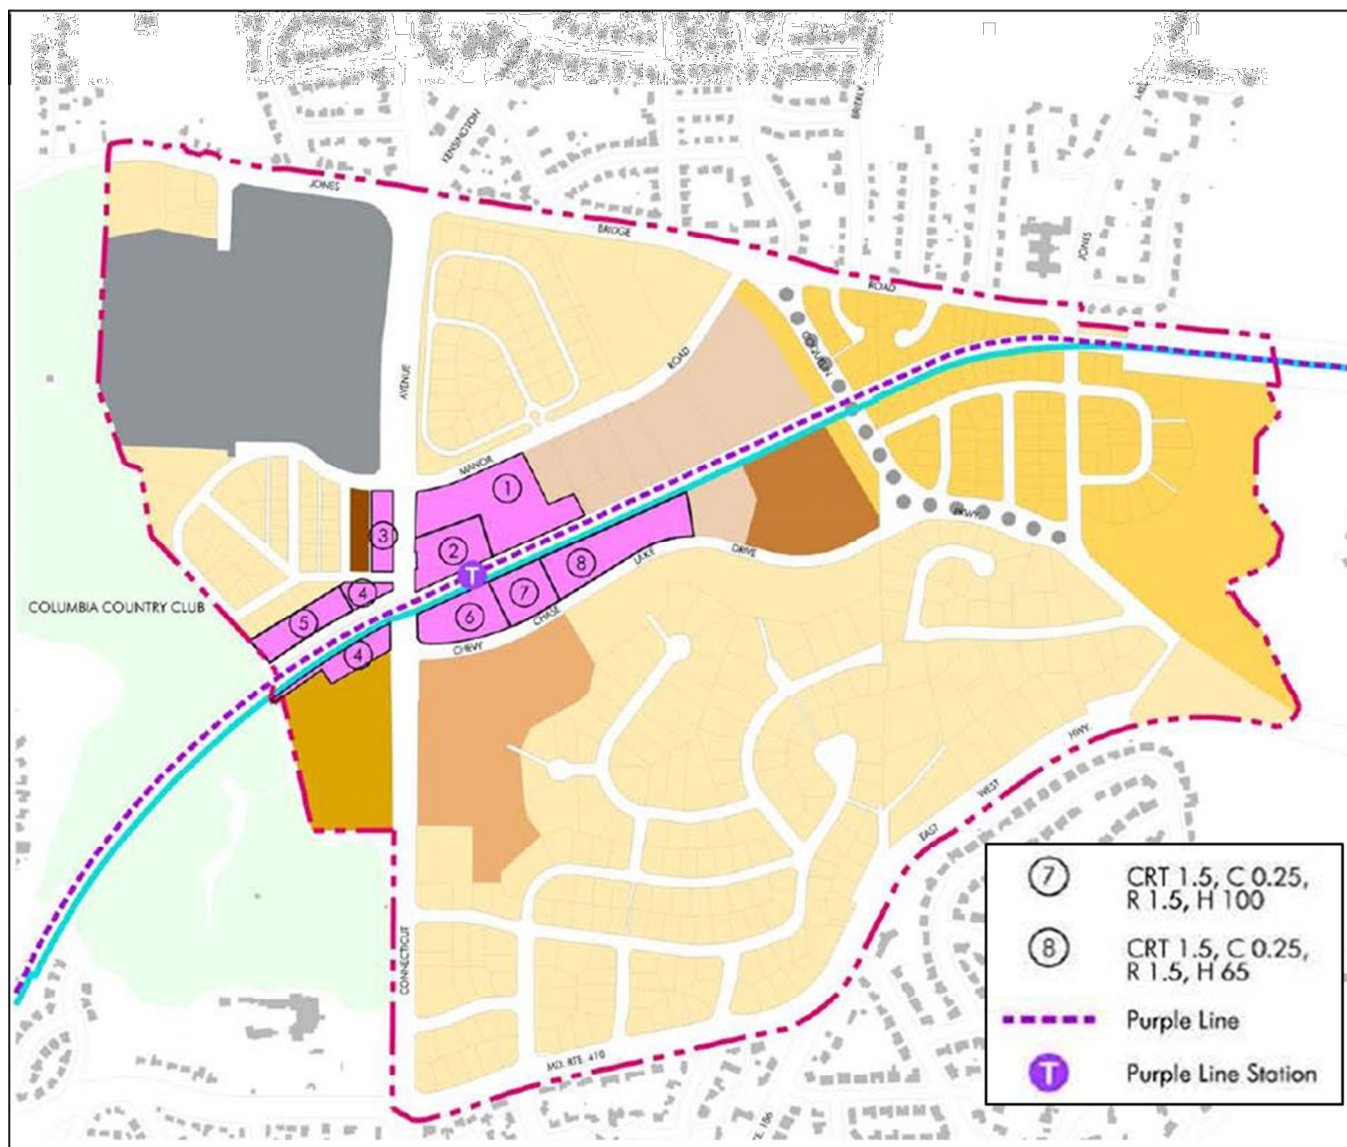 KENSINGTON
BRIERLY
JONES
BRIDGE
ROAD
JONES
AVENUE
ROAD
MANOR
PKWY
1
2
3
T
8
LAKE
DRIVE
7
4
COLUMBIA COUNTRY CLUB
5
6
CHASE
CHEVY
4
HWY
WEST
EAST
CONNECTICUT
MD. RTE. 410
7
CRT 1.5, C 0.25,
R 1.5, H 100
8
CRT 1.5, C 0.25,
R 1.5, H 65
Purple Line
T
Purple Line Station